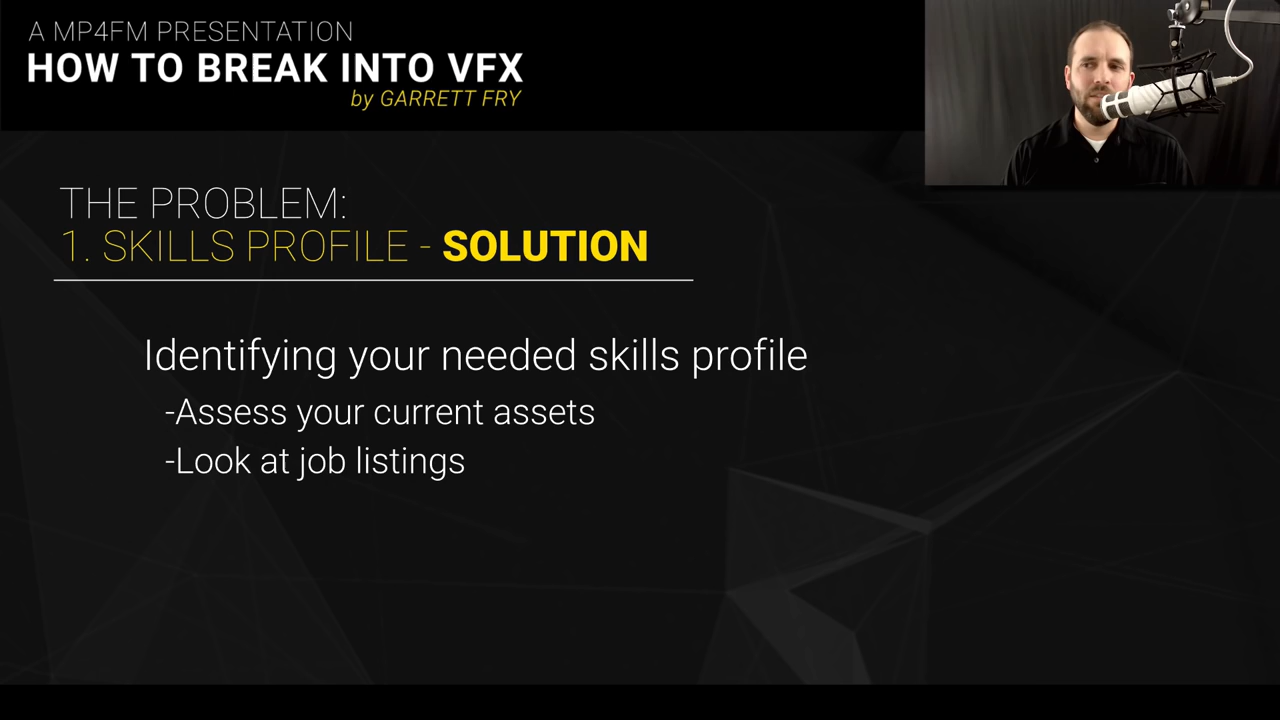 A MP4FM PRESENTATION
HOW TO BREAK INTO VFX
by GARRETT FRY
THE PROBLEM:
1. SKILLS PROFILE - SOLUTION
Identifying your needed skills profile
-Assess your current assets
-Look at job listings